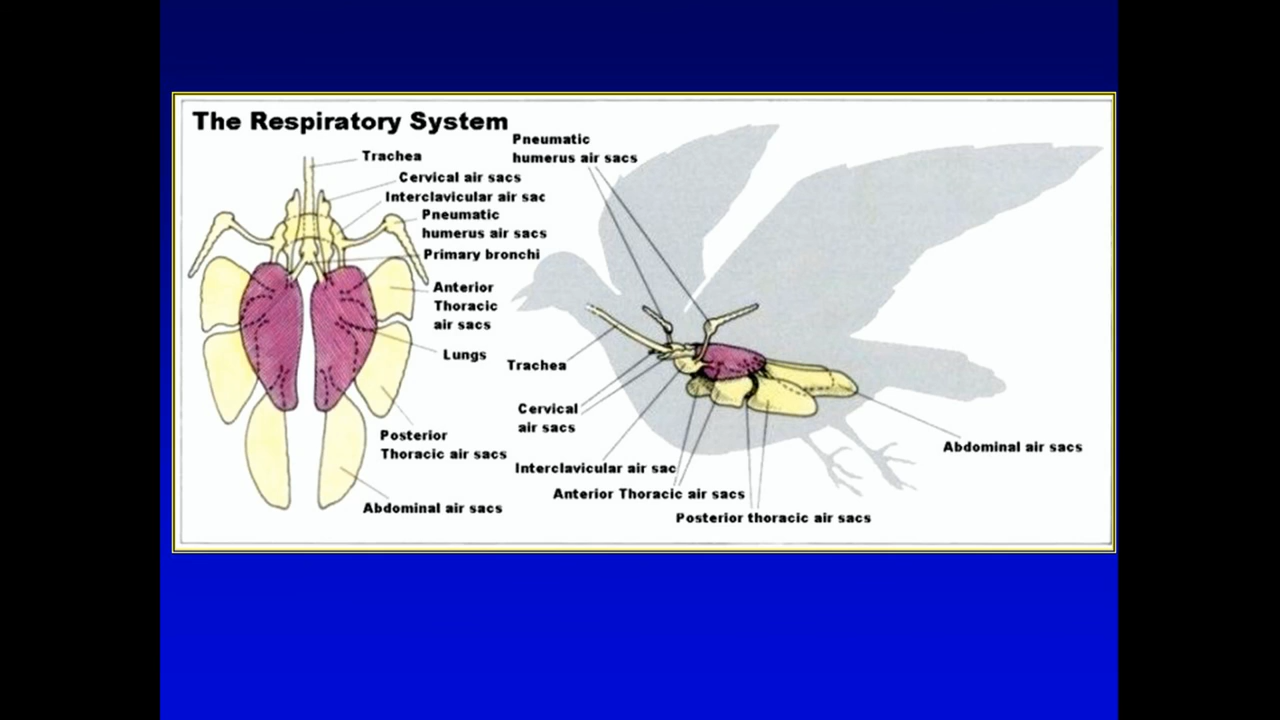 The Respiratory System
Trachea
Cervical air sacs
Interclavicular air sac
Pneumatic
humerus air sacs
Primary bronchi
Anterior
Thoracic
air sacs
Lungs
Posterior
Thoracic air sacs
Abdominal air sacs
Pneumatic
humerus air sacs
Trachea
Cervical
air sacs
Interclavicular air sac
Anterior Thoracic air sacs
Posterior thoracic air sacs
Abdominal air sacs